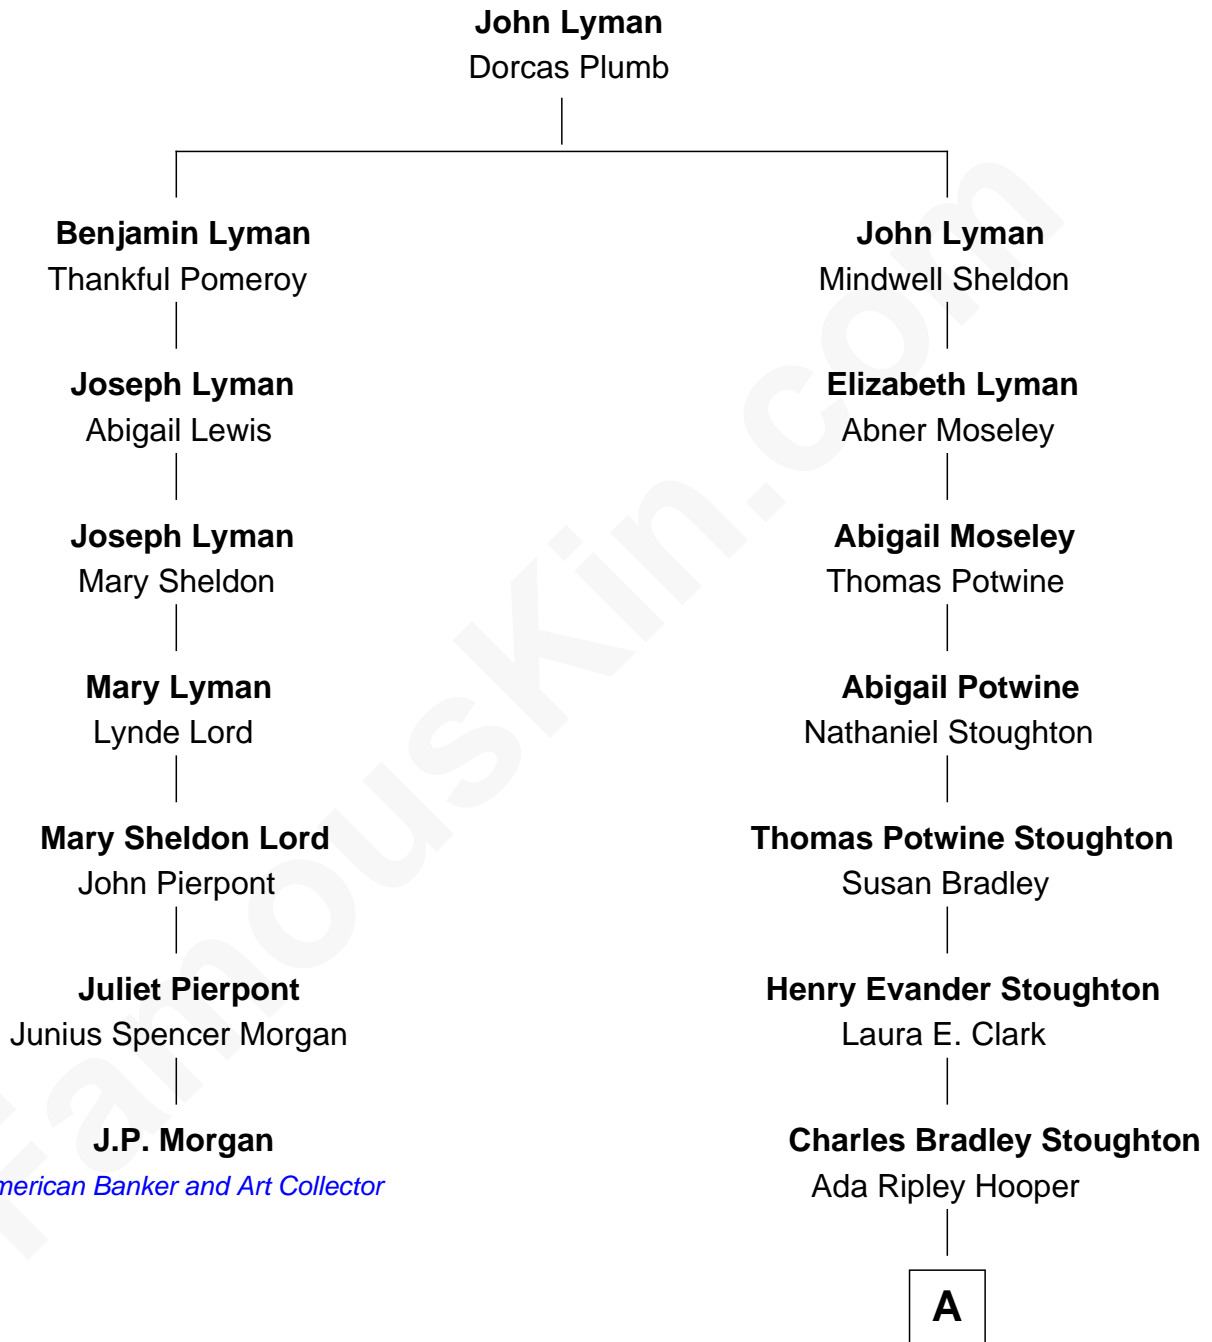 John Lyman
Dorcas Plumb
Benjamin Lyman
Thankful Pomeroy
John Lyman
Mindwell Sheldon
Joseph Lyman
Abigail Lewis
Elizabeth Lyman
Abner Moseley
Joseph Lyman
Mary Sheldon
Abigail Moseley
Thomas Potwine
Mary Lyman
Lynde Lord
Abigail Potwine
Nathaniel Stoughton
Mary Sheldon Lord
John Pierpont
Thomas Potwine Stoughton
Susan Bradley
Juliet Pierpont
Junius Spencer Morgan
Henry Evander Stoughton
Laura E. Clark
J.P. Morgan
merican Banker and Art Collector
Charles Bradley Stoughton
Ada Ripley Hooper
A
FamousKin.com